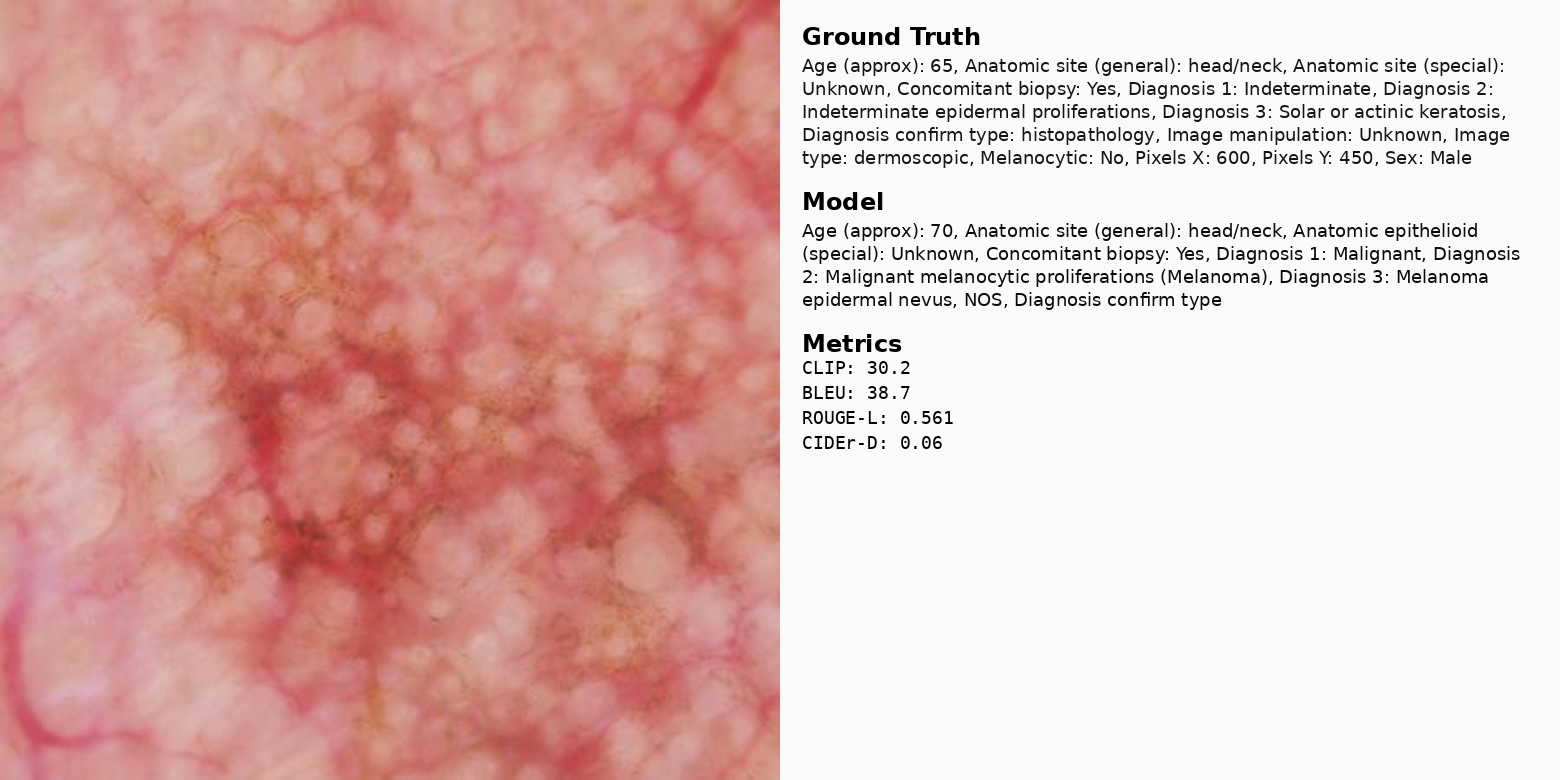 Ground Truth
Age (approx): 65, Anatomic site (general): head/neck, Anatomic site (special):
Unknown, Concomitant biopsy: Yes, Diagnosis 1: Indeterminate, Diagnosis 2:
Indeterminate epidermal proliferations, Diagnosis 3: Solar or actinic keratosis,
Diagnosis confirm type: histopathology, Image manipulation: Unknown, Image
type: dermoscopic, Melanocytic: No, Pixels X: 600, Pixels Y: 450, Sex: Male
Model
Age (approx): 70, Anatomic site (general): head/neck, Anatomic epithelioid
(special): Unknown, Concomitant biopsy: Yes, Diagnosis 1: Malignant, Diagnosis
2: Malignant melanocytic proliferations (Melanoma), Diagnosis 3: Melanoma
epidermal nevus, NOS, Diagnosis confirm type
Metrics
CLIP: 30.2
BLEU: 38.7
ROUGE-L: 0.561
CIDEr-D: 0.06